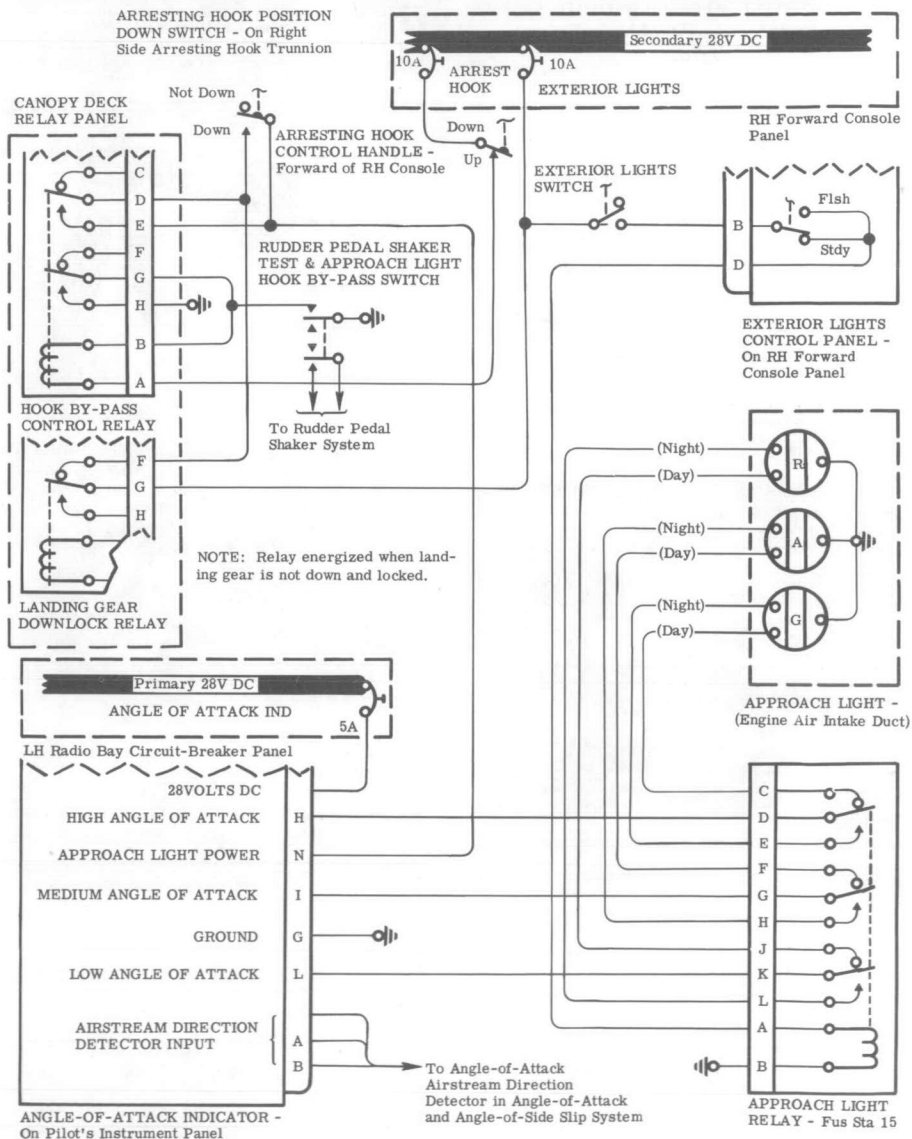 ARRESTING HOOK POSITION
DOWN SWITCH - On Right
Side Arresting Hook Trunnion
Secondary 28V DC
10A
ARREST
HOOK
10A
EXTERIOR LIGHTS
RH Forward Console
Panel
CANOPY DECK
RELAY PANEL
Not Down
Down
ARRESTING HOOK
CONTROL HANDLE -
Forward of RH Console
Down
Up
EXTERIOR LIGHTS
SWITCH
C
D
E
F
G
H
B
A
HOOK BY-PASS
CONTROL RELAY
RUDDER PEDAL SHAKER
TEST & APPROACH LIGHT
HOOK BY-PASS SWITCH
To Rudder Pedal
Shaker System
B
D
Flsh
Stdy
EXTERIOR LIGHTS
CONTROL PANEL -
On RH Forward
Console Panel
F
G
H
LANDING GEAR
DOWNLOCK RELAY
NOTE: Relay energized when land-
ing gear is not down and locked.
(Night)
(Day)
R
(Night)
(Day)
A
(Night)
(Day)
G
APPROACH LIGHT -
(Engine Air Intake Duct)
Primary 28V DC
ANGLE OF ATTACK IND
5A
LH Radio Bay Circuit-Breaker Panel
28VOLTS DC
HIGH ANGLE OF ATTACK
H
APPROACH LIGHT POWER
N
MEDIUM ANGLE OF ATTACK
I
GROUND
G
LOW ANGLE OF ATTACK
L
AIRSTREAM DIRECTION
DETECTOR INPUT
A
B
To Angle-of-Attack
Airstream Direction
Detector in Angle-of-Attack
and Angle-of-Side Slip System
ANGLE-OF-ATTACK INDICATOR -
On Pilot's Instrument Panel
C
D
E
F
G
H
J
K
L
A
B
APPROACH LIGHT
RELAY - Fus Sta 15